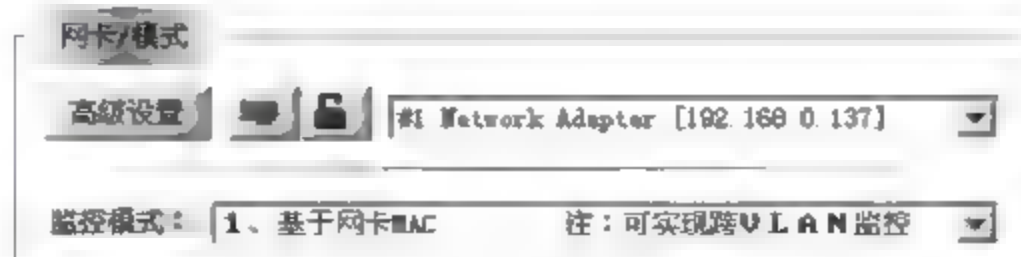 网卡/模式
高级设置 #1 Network Adapter [192.168.0.137]
监控模式： 1、基于网卡MAC 注：可实现跨VLAN监控